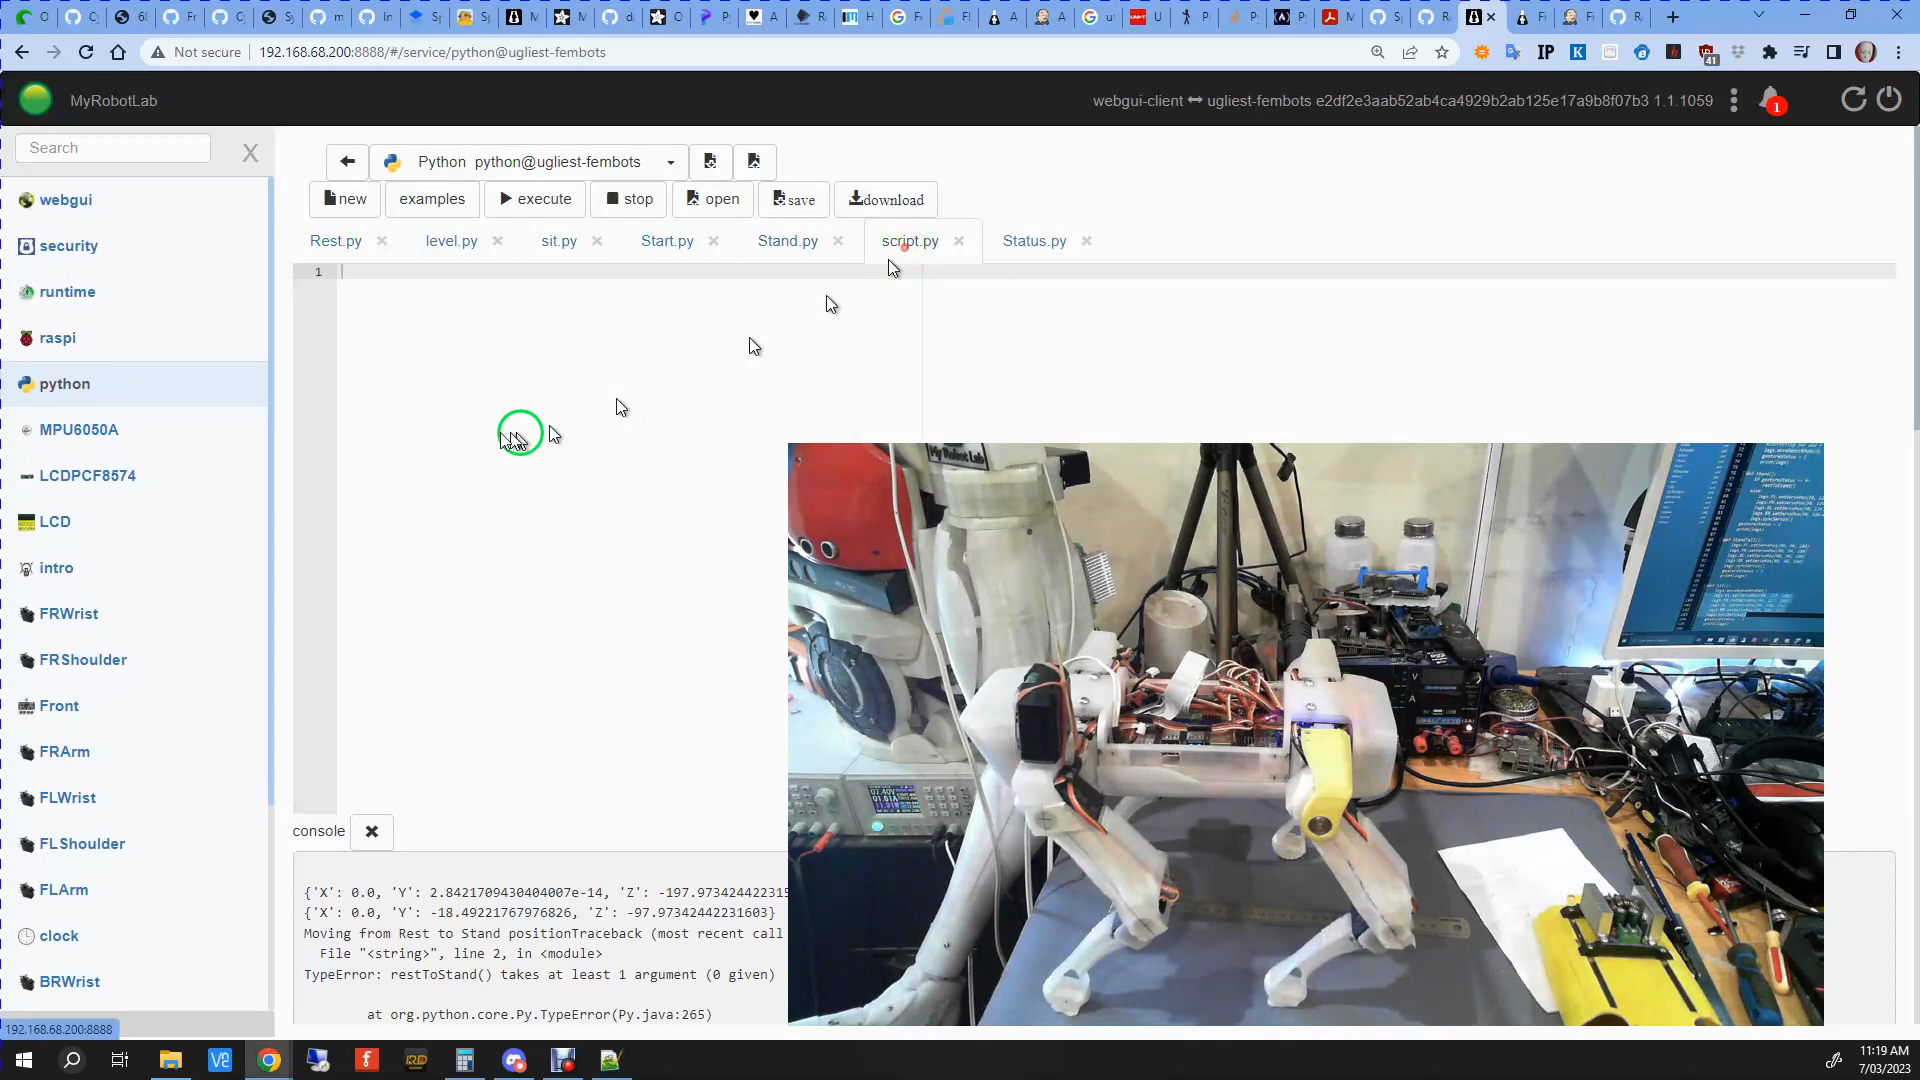 Not secure
192.168.68.200:8888/#/service/python@ugliest-fembots
IP
41
MyRobotLab
webgui-client ⬌ ugliest-fembots e2df2e3aab52ab4ca4929b2ab125e17a9b8f07b3 1.1.1059
1
Search
X
Python python@ugliest-fembots
new
examples
execute
stop
open
save
download
Rest.py
level.py
sit.py
Start.py
Stand.py
script.py
Status.py
1
webgui
security
runtime
raspi
python
MPU6050A
LCDPCF8574
LCD
intro
FRWrist
FRShoulder
Front
FRArm
FLWrist
FLShoulder
FLArm
clock
BRWrist
console
{'X': 0.0, 'Y': 2.8421709430404007e-14, 'Z': -197.973424422315
{'X': 0.0, 'Y': -18.49221767976826, 'Z': -97.97342442231603}
Moving from Rest to Stand positionTraceback (most recent call
File "<string>", line 2, in <module>
TypeError: restToStand() takes at least 1 argument (0 given)
at org.python.core.Py.TypeError(Py.java:265)
My Robot Lab
192.168.68.200:8888
11:19 AM
7/03/2023